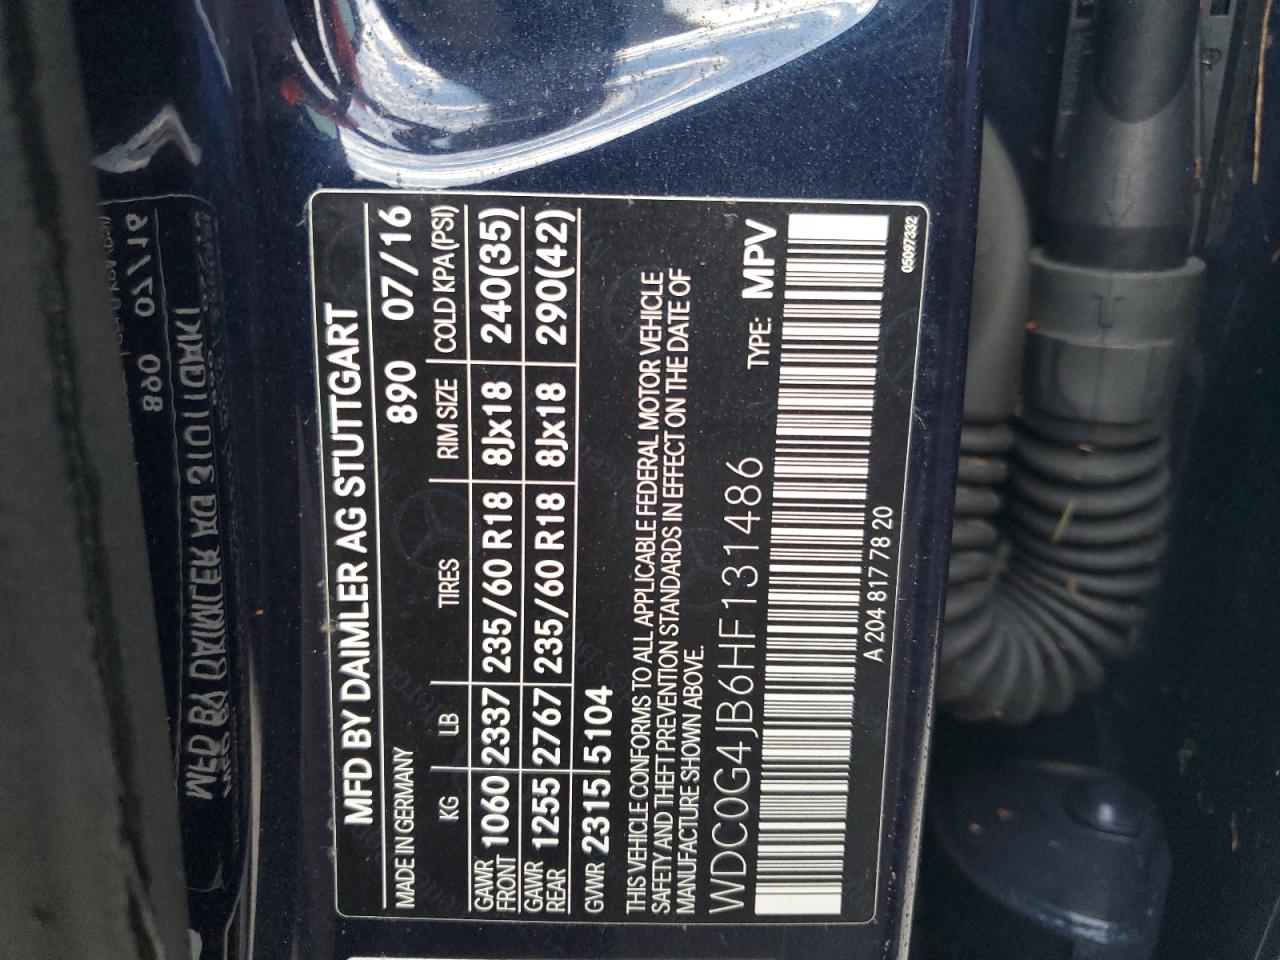 MFD BY DAIMLER AG STUTTGART
MADE IN GERMANY 890 07/16
KG LB TIRES RIM SIZE COLD KPA (PSI)
GAWR FRONT 1060 2337 235/60 R18 8Jx18 240(35)
GAWR REAR 1255 2767 235/60 R18 8Jx18 290(42)
GVWR 2315 5104
THIS VEHICLE CONFORMS TO ALL APPLICABLE FEDERAL MOTOR VEHICLE
SAFETY AND THEFT PREVENTION STANDARDS IN EFFECT ON THE DATE OF
MANUFACTURE SHOWN ABOVE.
WDC0G4JB6HF131486 TYPE: MPV
A 204 817 78 20
05097332